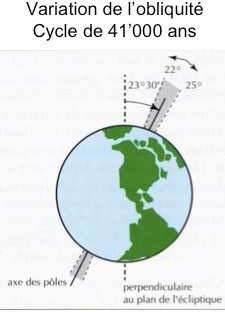 Variation de l'obliquité
Cycle de 41'000 ans
22°
23°30'
25°
axe des pôles
perpendiculaire
au plan de l'écliptique